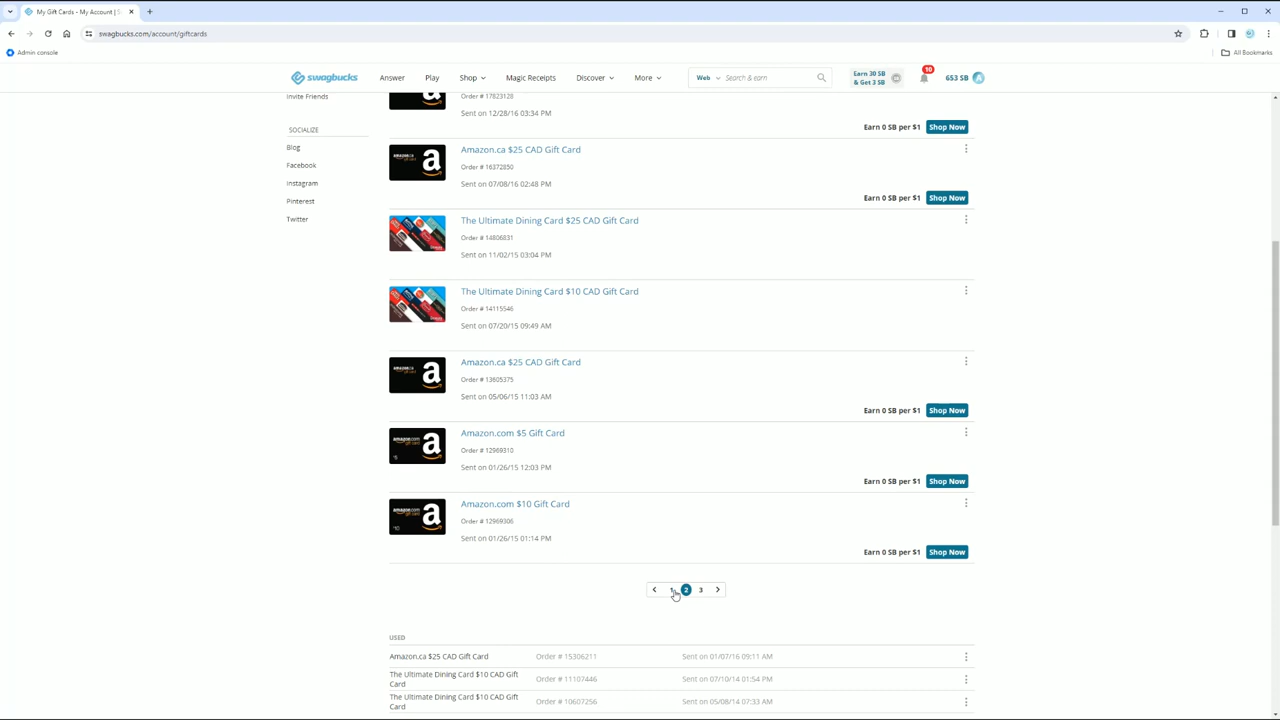 My Gift Cards - My Account | S
swagbucks.com/account/giftcards
Admin console
All Bookmarks
swagbucks
Answer
Play
Shop
Magic Receipts
Discover
More
Web
Search & earn
Earn 30 SB
& Get 3 SB
10
653 SB
Invite Friends
SOCIALIZE
Blog
Facebook
Instagram
Pinterest
Twitter
Order # 17823128
Sent on 12/28/16 03:34 PM
Earn 0 SB per $1 Shop Now
Amazon.ca $25 CAD Gift Card
Order # 16372850
Sent on 07/08/16 02:48 PM
Earn 0 SB per $1 Shop Now
The Ultimate Dining Card $25 CAD Gift Card
Order # 14806831
Sent on 11/02/15 03:04 PM
The Ultimate Dining Card $10 CAD Gift Card
Order # 14115546
Sent on 07/20/15 09:49 AM
Amazon.ca $25 CAD Gift Card
Order # 13605375
Sent on 05/06/15 11:03 AM
Earn 0 SB per $1 Shop Now
Amazon.com $5 Gift Card
Order # 12969310
Sent on 01/26/15 12:03 PM
Earn 0 SB per $1 Shop Now
Amazon.com $10 Gift Card
Order # 12969306
Sent on 01/26/15 01:14 PM
Earn 0 SB per $1 Shop Now
1 2 3
USED
Amazon.ca $25 CAD Gift Card Order # 15306211 Sent on 01/07/16 09:11 AM
The Ultimate Dining Card $10 CAD Gift
Card
Order # 11107446 Sent on 07/10/14 01:54 PM
The Ultimate Dining Card $10 CAD Gift
Card
Order # 10607256 Sent on 05/08/14 07:33 AM